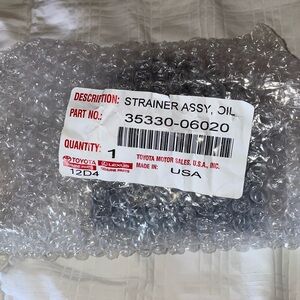 DESCRIPTION: STRAINER ASSY, OIL
PART NO.: 35330-06020
QUANTITY: 1
TOYOTA LEXUS TOYOTA MOTOR SALES, U.S.A., INC.
12D4 MADE IN: USA